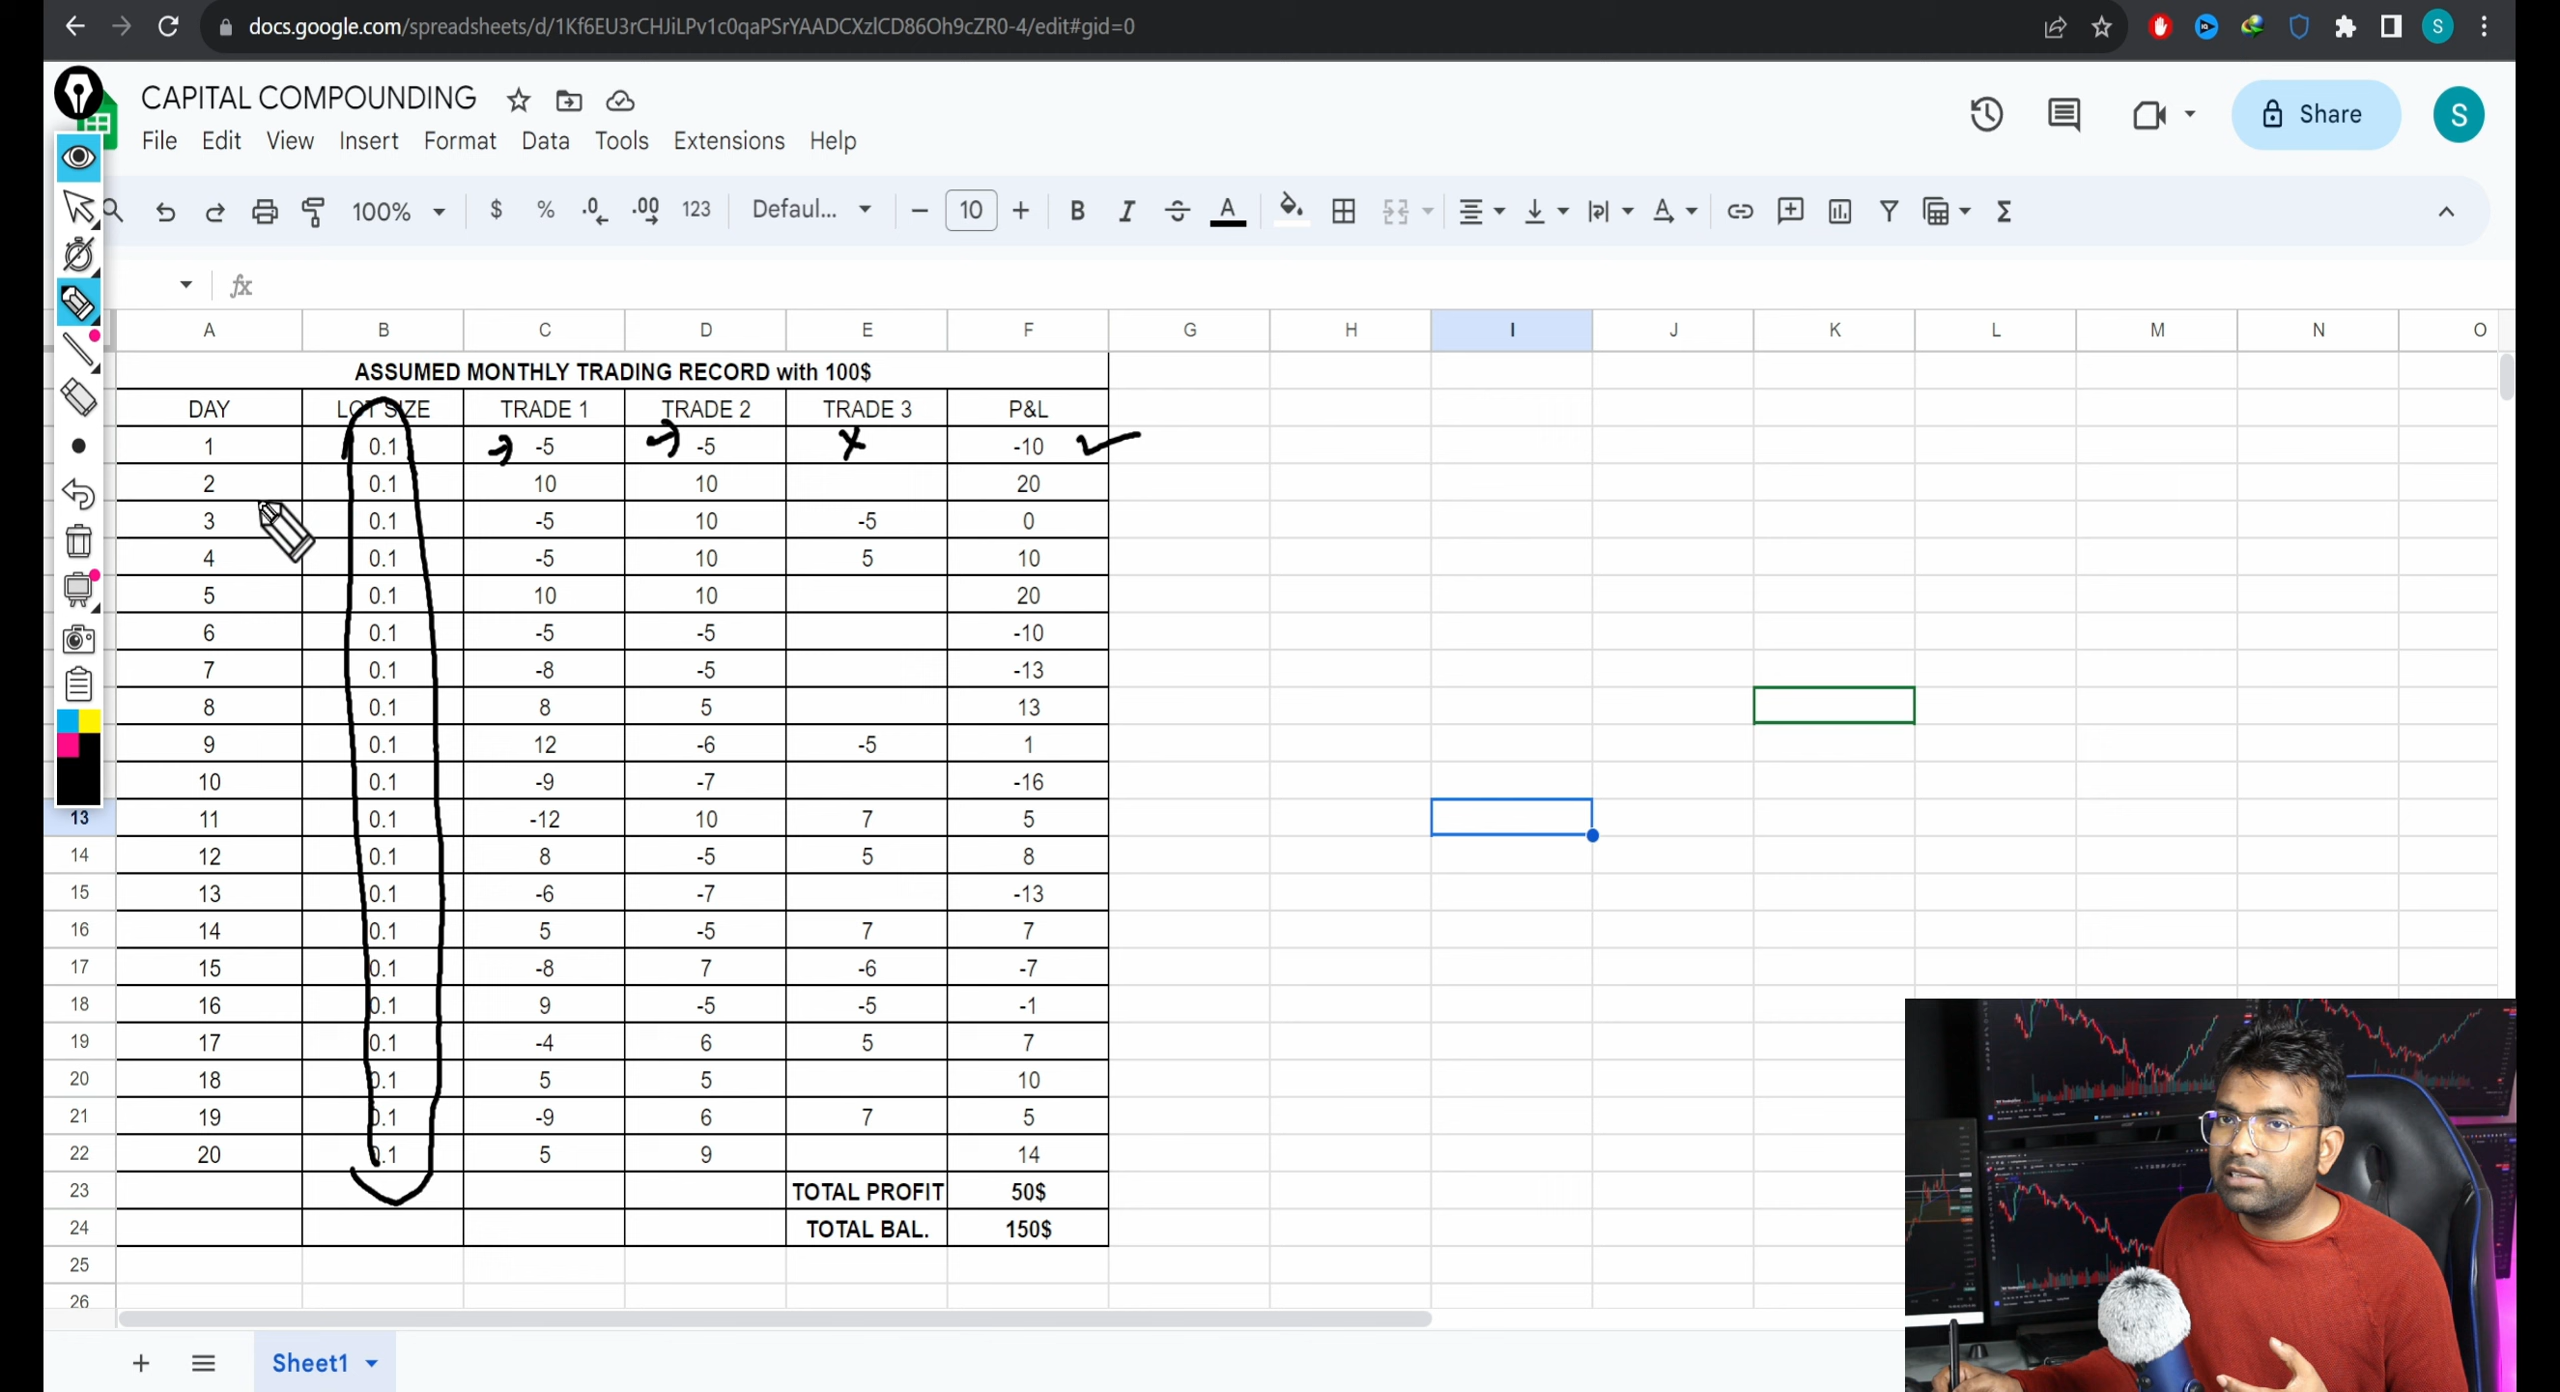 docs.google.com/spreadsheets/d/1Kf6EU3rCHJiLPv1c0qaPSrYAADCXzlCD86Oh9cZR0-4/edit#gid=0
S
CAPITAL COMPOUNDING
File Edit View Insert Format Data Tools Extensions Help
Share
S
100% $ % .0 .00 123 Defaul... − 10 + B I A Σ
fx
A B C D E F G H I J K L M N O
ASSUMED MONTHLY TRADING RECORD with 100$
DAY LOT SIZE TRADE 1 TRADE 2 TRADE 3 P&L
1 0.1 -5 -5 -10
2 0.1 10 10 20
3 0.1 -5 10 -5 0
4 0.1 -5 10 5 10
5 0.1 10 10 20
6 0.1 -5 -5 -10
7 0.1 -8 -5 -13
8 0.1 8 5 13
9 0.1 12 -6 -5 1
10 0.1 -9 -7 -16
13 11 0.1 -12 10 7 5
14 12 0.1 8 -5 5 8
15 13 0.1 -6 -7 -13
16 14 0.1 5 -5 7 7
17 15 0.1 -8 7 -6 -7
18 16 0.1 9 -5 -5 -1
19 17 0.1 -4 6 5 7
20 18 0.1 5 5 10
21 19 0.1 -9 6 7 5
22 20 0.1 5 9 14
23 TOTAL PROFIT 50$
24 TOTAL BAL. 150$
25
26
Sheet1